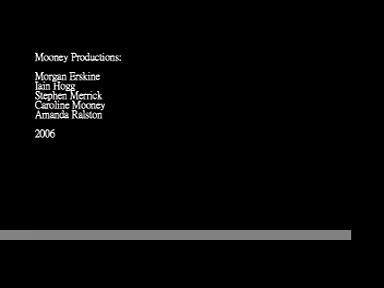 Mooney Productions:
Morgan Erskine
Iain Hogg
Stephen Merrick
Caroline Mooney
Amanda Ralston
2006